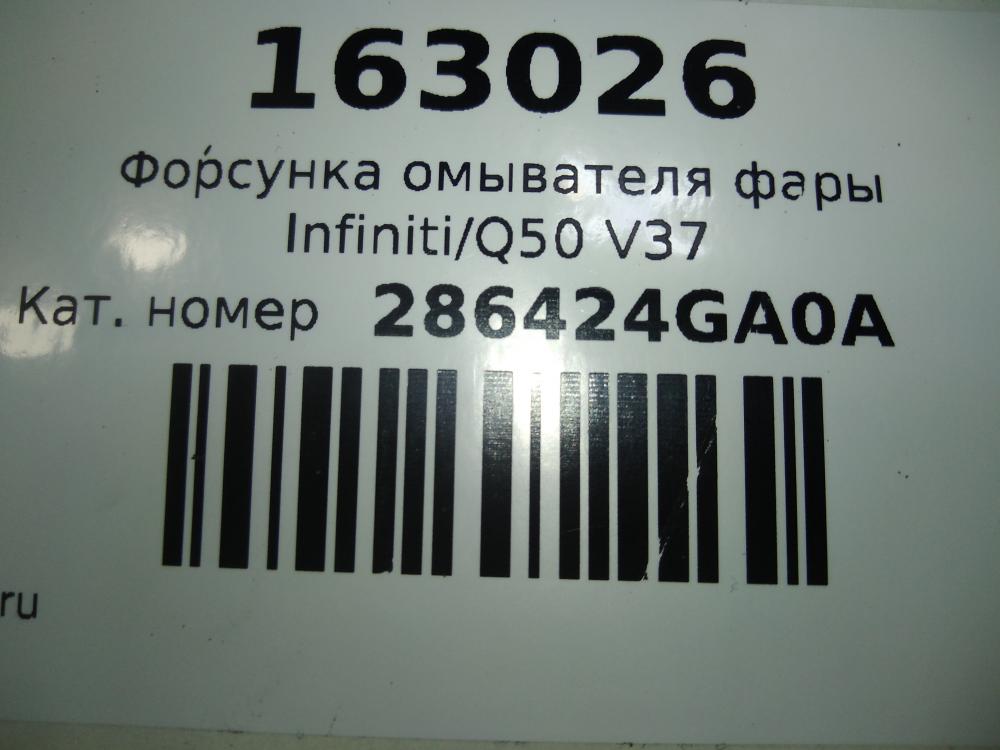 163026
Форсунка омывателя фары
Infiniti/Q50 V37
Кат. номер 286424GA0A
ru